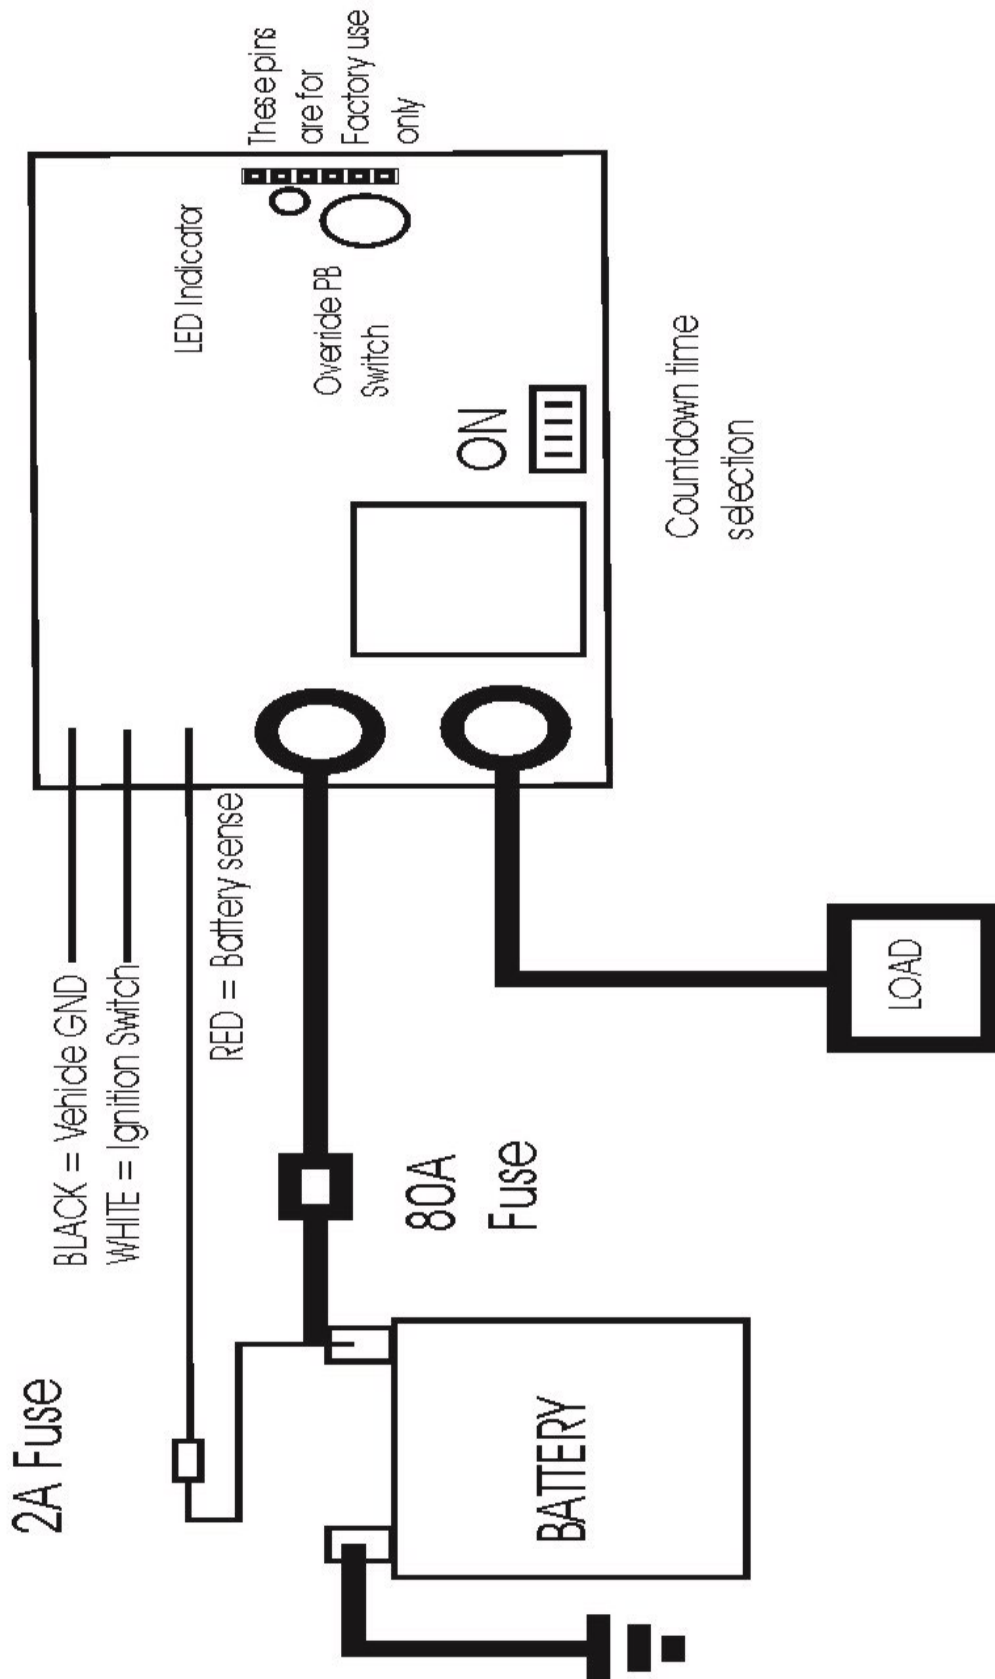 2A Fuse
BLACK = Vehicle GND
WHITE = Ignition Switch
RED = Battery sense
LED Indicator
These pins
are for
Factory use
only
Override PB
Switch
ON
80A
Fuse
Countdown time
selection
BATTERY
LOAD